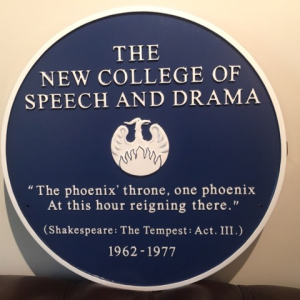 THE
NEW COLLEGE OF
SPEECH AND DRAMA
"The phoenix' throne, one phoenix
At this hour reigning there."
(Shakespeare: The Tempest: Act. III.)
1962-1977